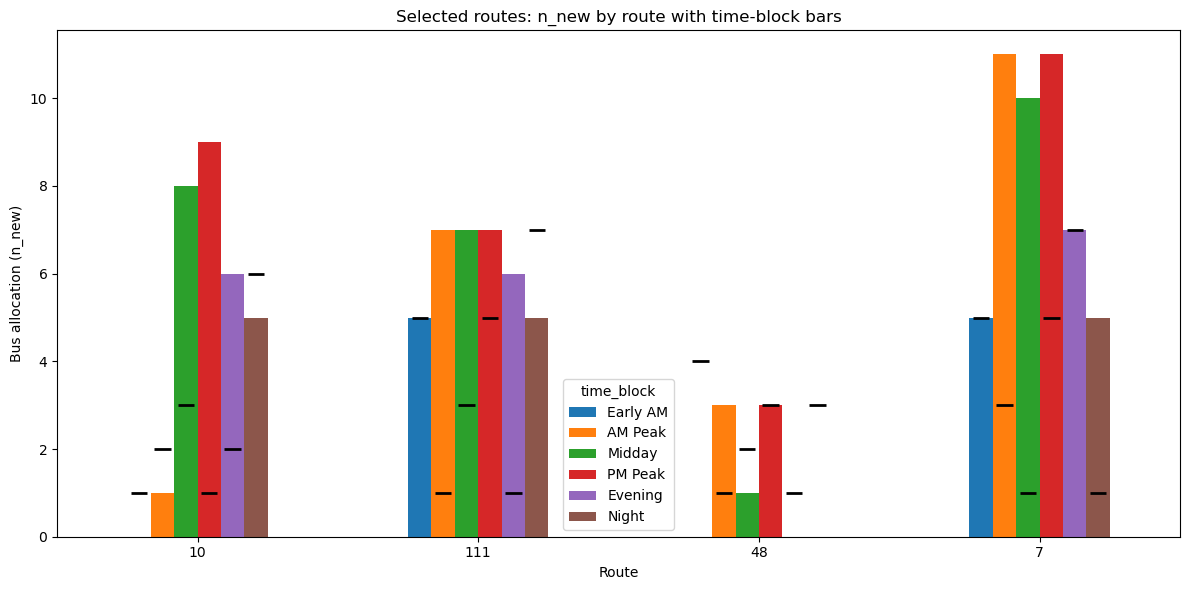 Selected routes: n_new by route with time-block bars
Bus allocation (n_new)
10
8
6
4
2
0
time_block
Early AM
AM Peak
Midday
PM Peak
Evening
Night
10
111
48
7
Route